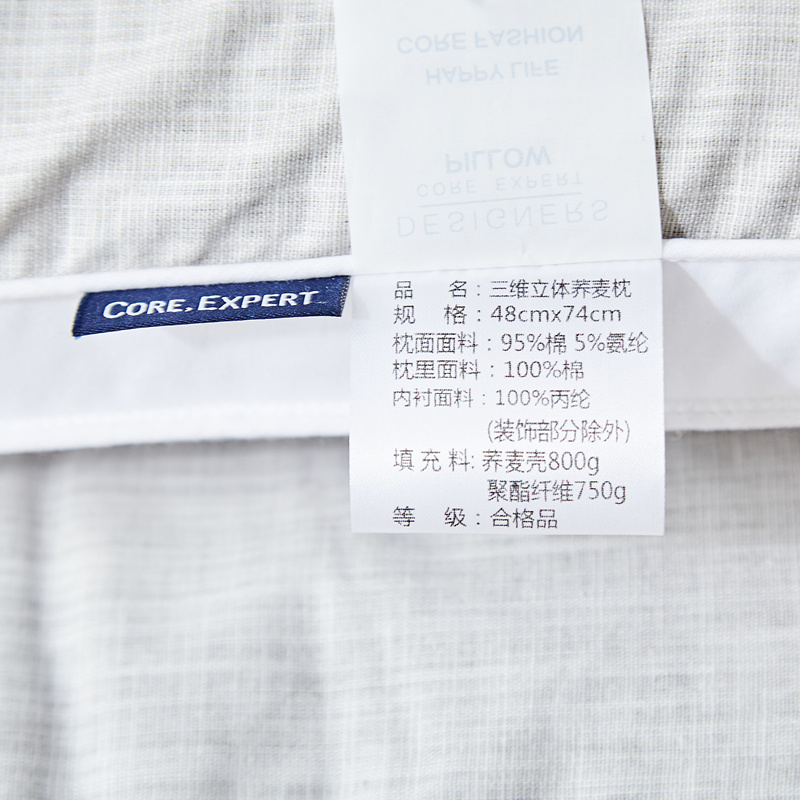 CORE FASHION
HAPPY LIFE
PILLOW
CORE EXPERT
DESIGNERS
CORE. EXPERT
品 名：三维立体荞麦枕
规 格：48cmx74cm
枕面面料：95%棉 5%氨纶
枕里面料：100%棉
内衬面料：100%丙纶
(装饰部分除外)
填 充 料: 荞麦壳800g
聚酯纤维750g
等 级：合格品